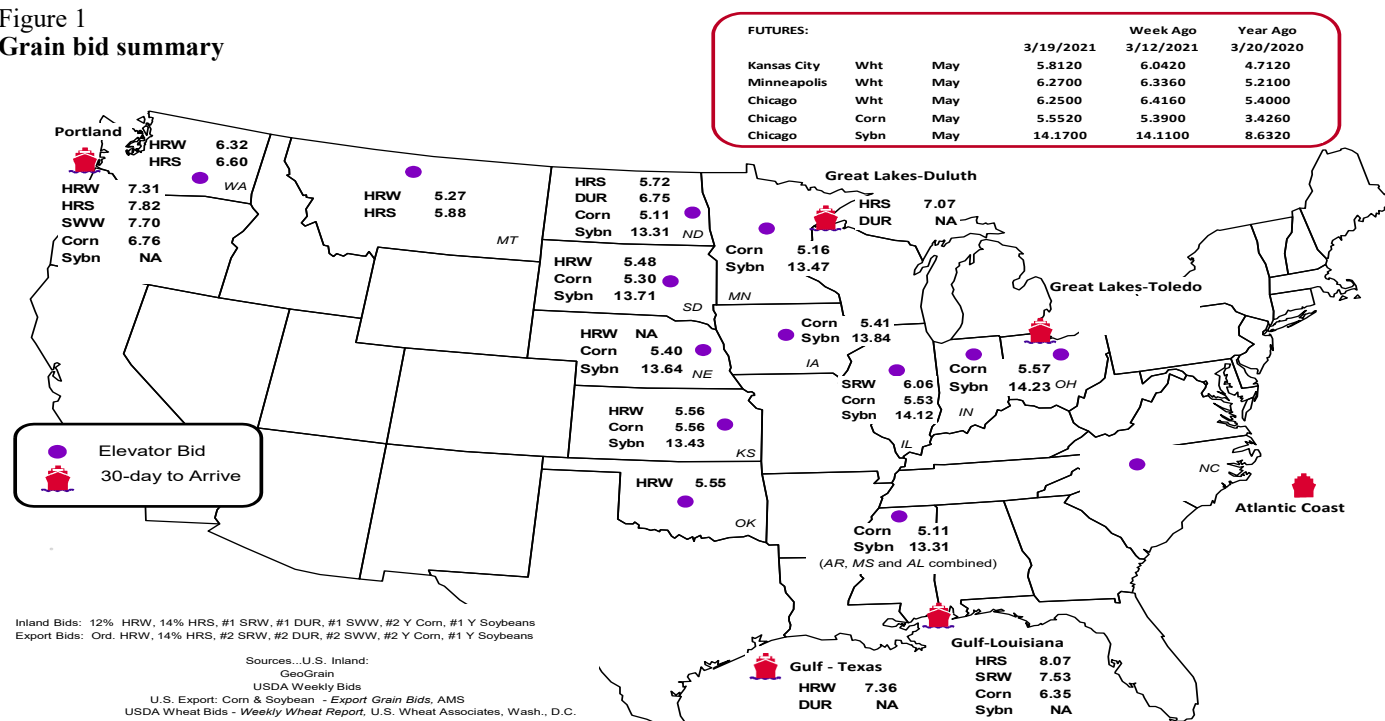 Figure 1
Grain bid summary
FUTURES: Week Ago Year Ago
3/19/2021 3/12/2021 3/20/2020
Kansas City Wht May 5.8120 6.0420 4.7120
Minneapolis Wht May 6.2700 6.3360 5.2100
Chicago Wht May 6.2500 6.4160 5.4000
Chicago Corn May 5.5520 5.3900 3.4260
Chicago Sybn May 14.1700 14.1100 8.6320
Portland
HRW 7.31
HRS 7.82
SWW 7.70
Corn 6.76
Sybn NA
HRW 6.32
HRS 6.60
WA
HRW 5.27
HRS 5.88
MT
HRS 5.72
DUR 6.75
Corn 5.11
Sybn 13.31 ND
HRW 5.48
Corn 5.30
Sybn 13.71
SD
HRW NA
Corn 5.40
Sybn 13.64 NE
HRW 5.56
Corn 5.56
Sybn 13.43
KS
HRW 5.55
OK
Corn 5.16
Sybn 13.47
MN
Great Lakes-Duluth
HRS 7.07
DUR NA
Corn 5.41
Sybn 13.84
IA
SRW 6.06
Corn 5.53
Sybn 14.12
IL
Great Lakes-Toledo
Corn 5.57
Sybn 14.23 OH
IN
NC
Atlantic Coast
Corn 5.11
Sybn 13.31
(AR, MS and AL combined)
Elevator Bid
30-day to Arrive
Gulf - Texas
HRW 7.36
DUR NA
Gulf-Louisiana
HRS 8.07
SRW 7.53
Corn 6.35
Sybn NA
Inland Bids: 12% HRW, 14% HRS, #1 SRW, #1 DUR, #1 SWW, #2 Y Corn, #1 Y Soybeans
Export Bids: Ord. HRW, 14% HRS, #2 SRW, #2 DUR, #2 SWW, #2 Y Corn, #1 Y Soybeans
Sources...U.S. Inland:
GeoGrain
USDA Weekly Bids
U.S. Export: Corn & Soybean - Export Grain Bids, AMS
USDA Wheat Bids - Weekly Wheat Report, U.S. Wheat Associates, Wash., D.C.